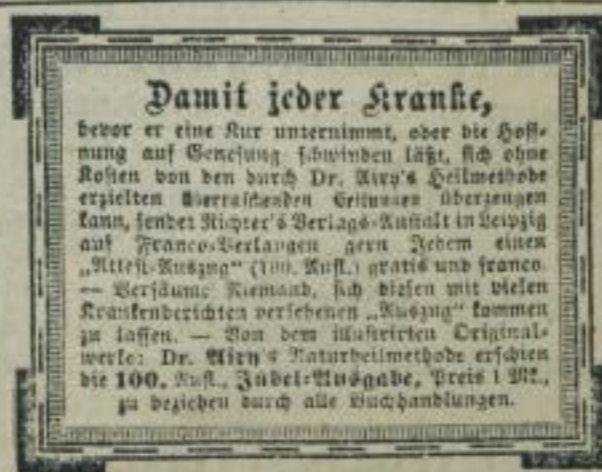 Damit jeder Kranke,
bevor er eine Kur unternimmt, oder die Hoff-
nung auf Genesung schwinden läßt, sich ohne
Kosten von den durch Dr. Airy's Heilmethode
erzielten überraschenden Heilungen überzeugen
kann, sendet Richter's Verlags-Anstalt in Leipzig
auf Franco-Verlangen gern Jedem einen
„Attest-Auszug“ (190. Aufl.) gratis und franco.
— Versäume Niemand, sich diesen mit vielen
Krankenberichten versehenen „Auszug“ kommen
zu lassen. — Von dem illustrirten Original-
werke: Dr. Airy's Naturheilmethode erschien
die 100. Aufl., Jubel-Ausgabe, Preis 1 Mk.,
zu beziehen durch alle Buchhandlungen.